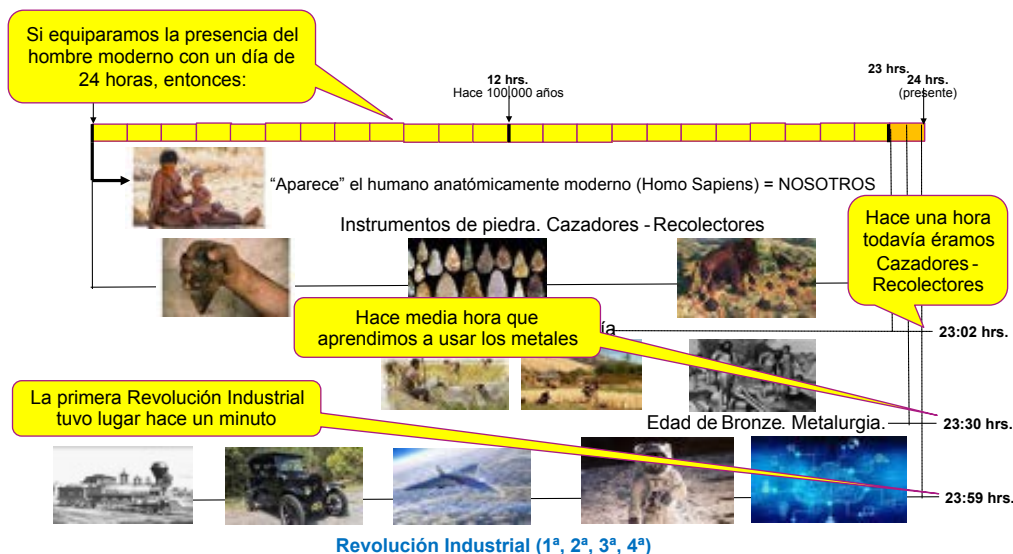 Si equiparamos la presencia del
hombre moderno con un día de
24 horas, entonces:
12 hrs.
Hace 100,000 años
23 hrs.
24 hrs.
(presente)
“Aparece” el humano anatómicamente moderno (Homo Sapiens) = NOSOTROS
Instrumentos de piedra. Cazadores - Recolectores
Hace una hora
todavía éramos
Cazadores -
Recolectores
Hace media hora que
aprendimos a usar los metales
23:02 hrs.
La primera Revolución Industrial
tuvo lugar hace un minuto
Edad de Bronze. Metalurgia.
23:30 hrs.
23:59 hrs.
Revolución Industrial (1ª, 2ª, 3ª, 4ª)